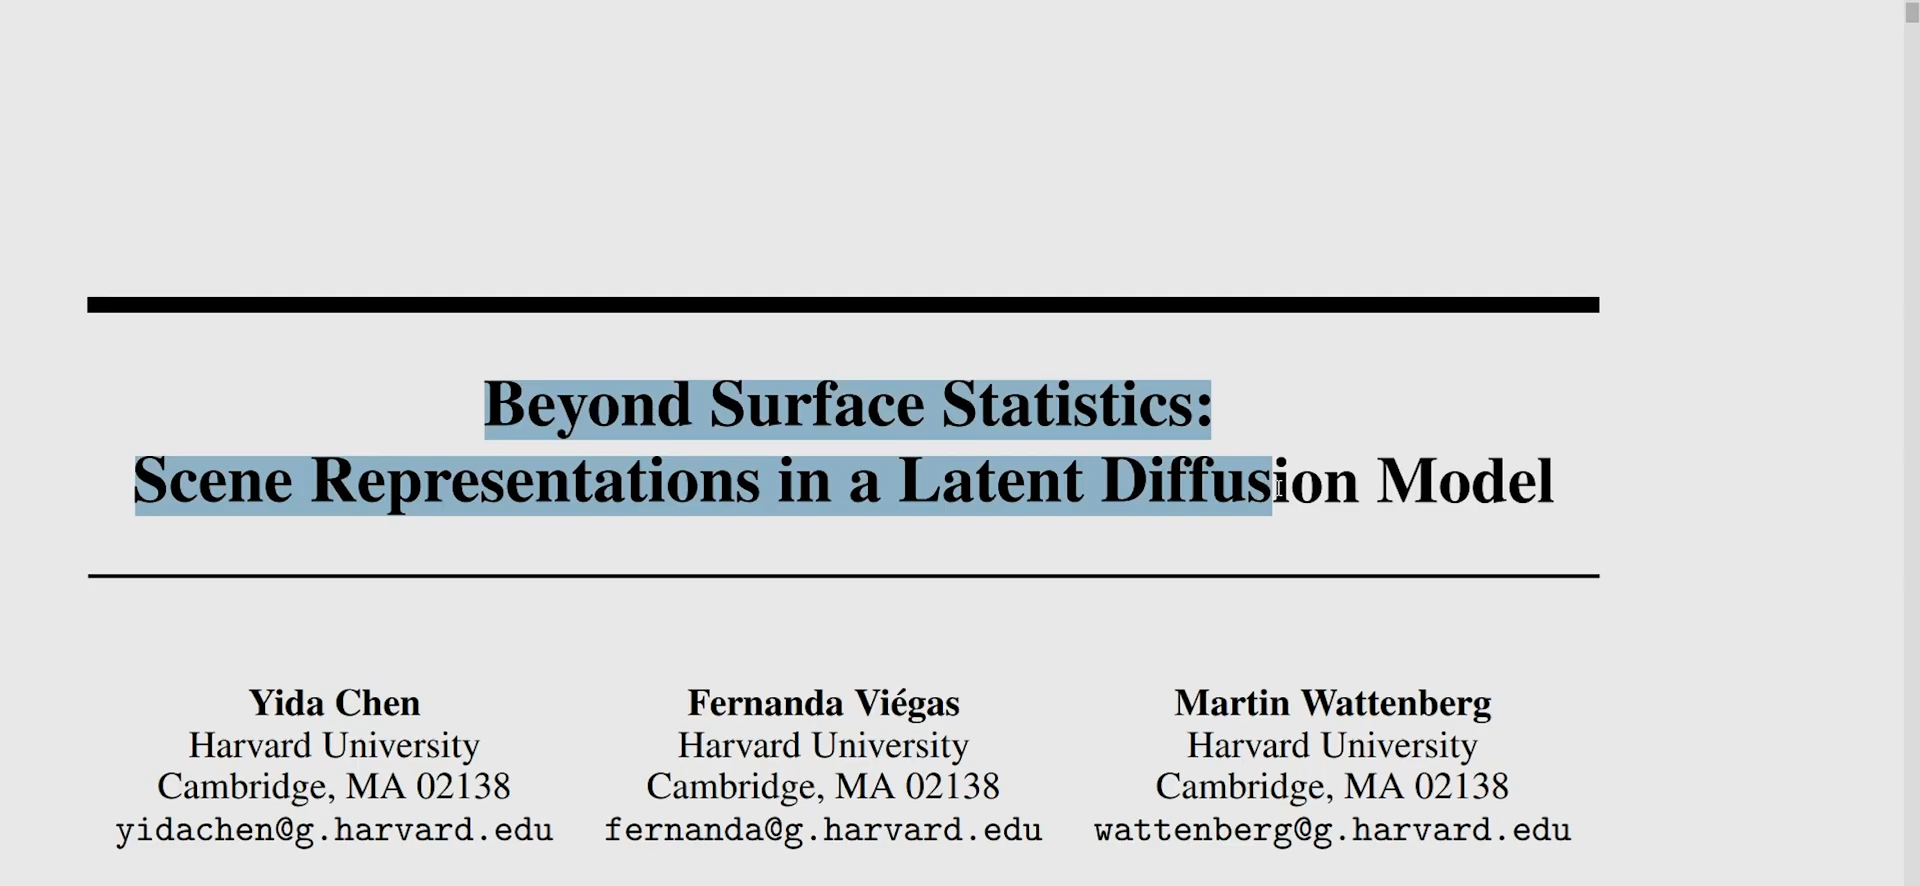 Beyond Surface Statistics:
Scene Representations in a Latent Diffusion Model
Yida Chen
Harvard University
Cambridge, MA 02138
yidachen@g.harvard.edu
Fernanda Viégas
Harvard University
Cambridge, MA 02138
fernanda@g.harvard.edu
Martin Wattenberg
Harvard University
Cambridge, MA 02138
wattenberg@g.harvard.edu